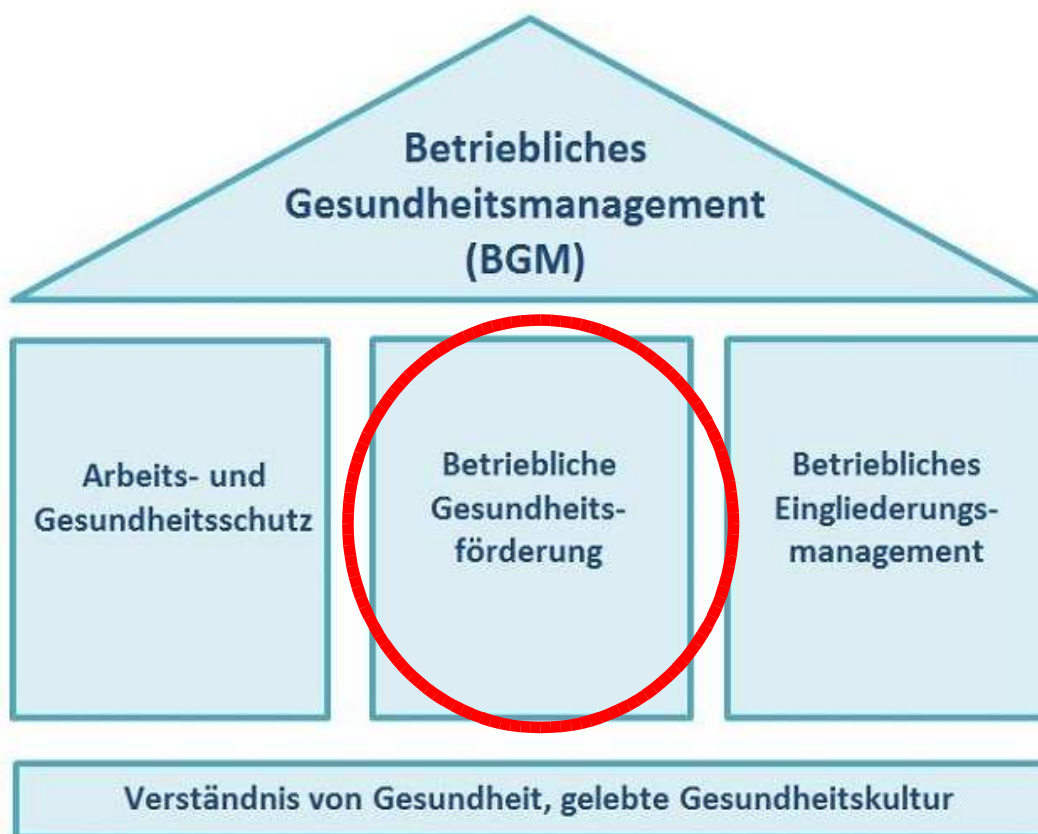 Betriebliches
Gesundheitsmanagement
(BGM)
Arbeits- und
Gesundheitsschutz
Betriebliche
Gesundheits-
förderung
Betriebliches
Eingliederungs-
management
Verständnis von Gesundheit, gelebte Gesundheitskultur